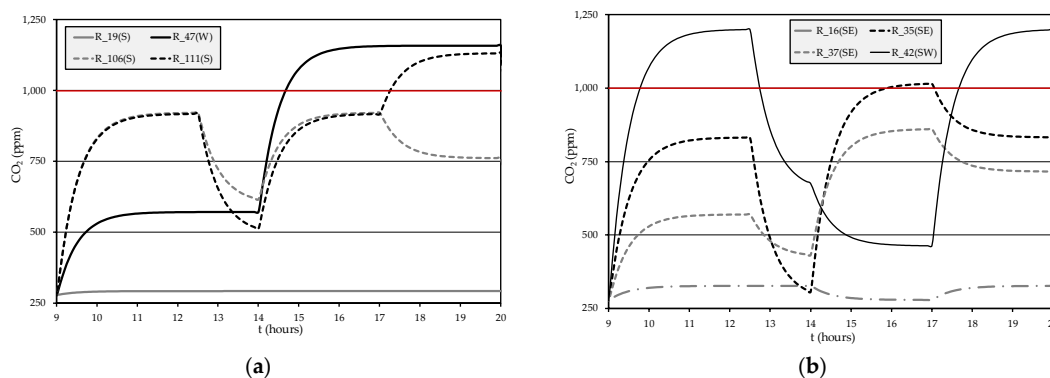 1,250
1,000
750
500
250
CO₂ (ppm)
R_19(S)
R_47(W)
R_106(S)
R_111(S)
9 10 11 12 13 14 15 16 17 18 19 20
t (hours)
(a)
1,250
1,000
750
500
250
CO₂ (ppm)
R_16(SE)
R_35(SE)
R_37(SE)
R_42(SW)
9 10 11 12 13 14 15 16 17 18 19 2
t (hours)
(b)